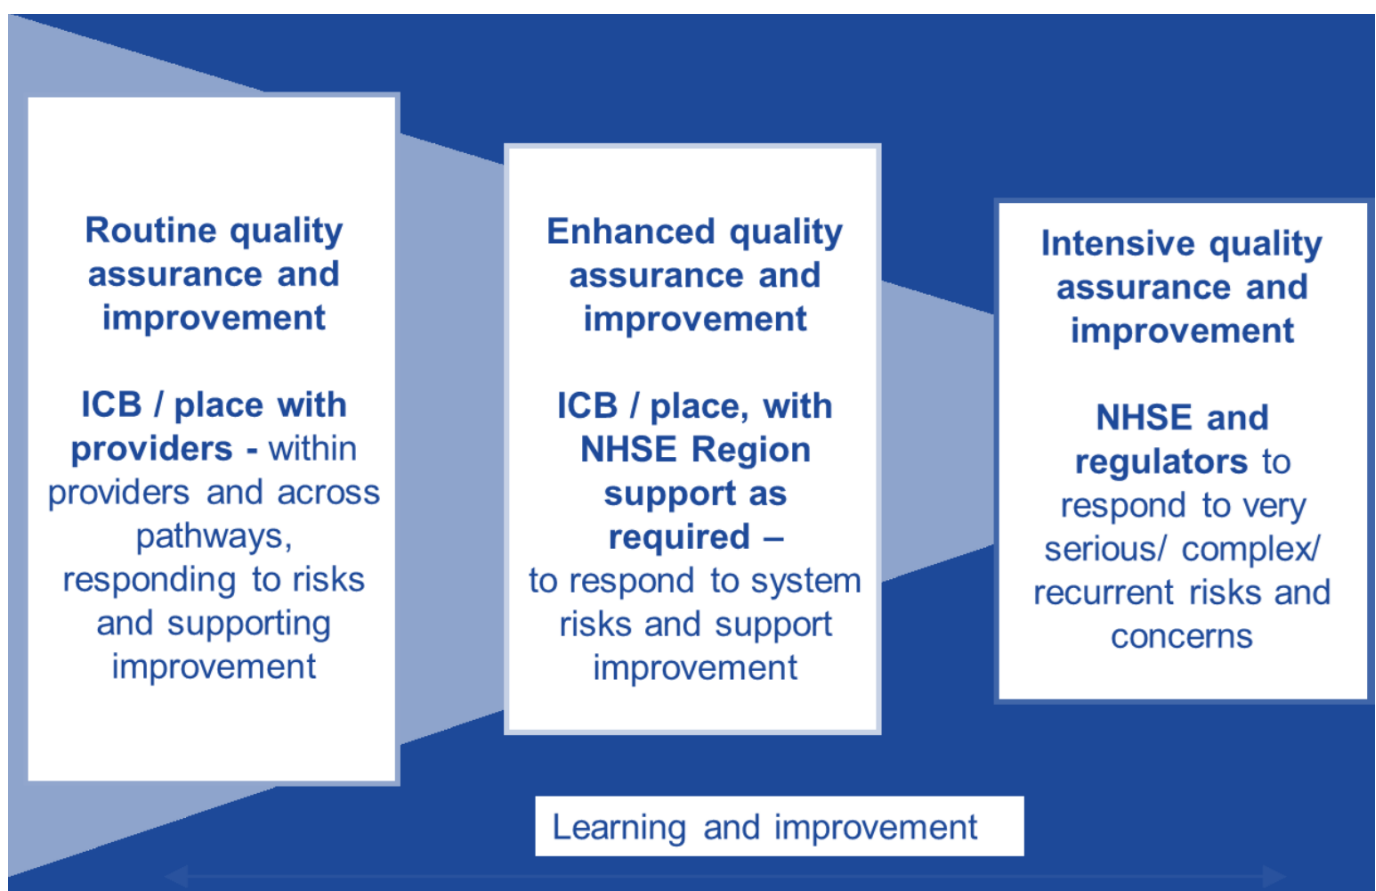 Routine quality
assurance and
improvement
ICB / place with
providers - within
providers and across
pathways,
responding to risks
and supporting
improvement
Enhanced quality
assurance and
improvement
ICB / place, with
NHSE Region
support as
required –
to respond to system
risks and support
improvement
Intensive quality
assurance and
improvement
NHSE and
regulators to
respond to very
serious/ complex/
recurrent risks and
concerns
Learning and improvement